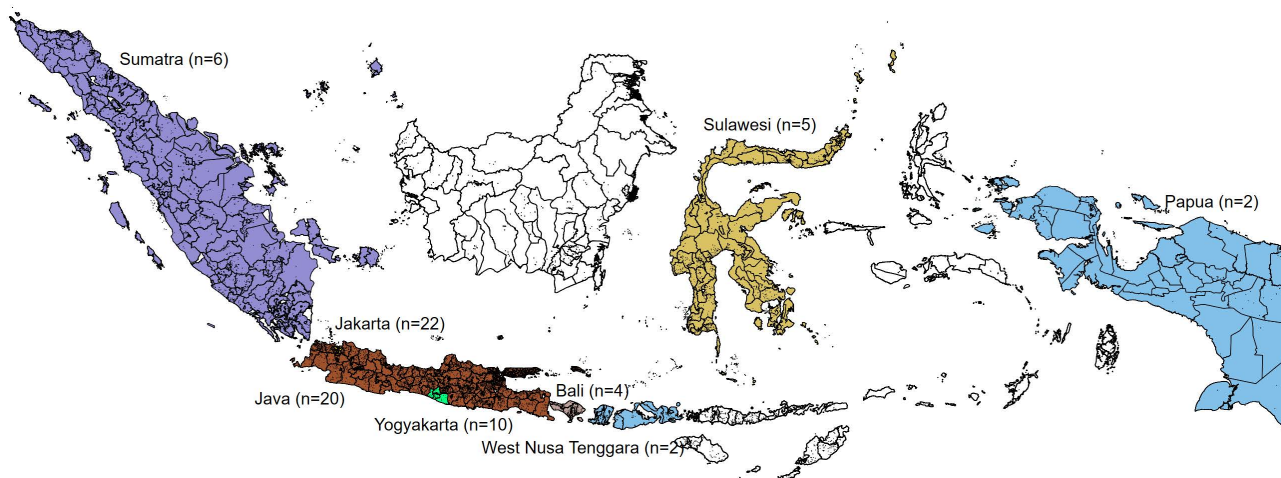 Sumatra (n=6)
Sulawesi (n=5)
Papua (n=2)
Jakarta (n=22)
Java (n=20)
Bali (n=4)
Yogyakarta (n=10)
West Nusa Tenggara (n=2)